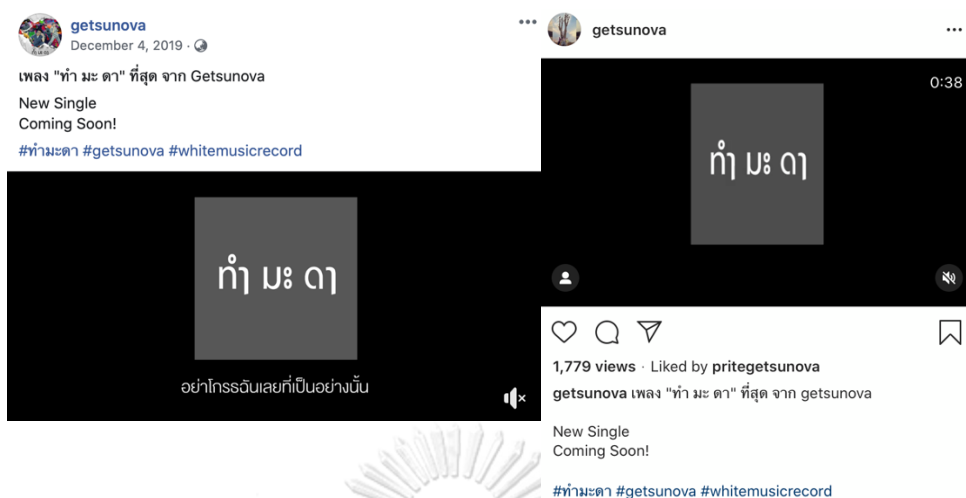 getsunova
December 4, 2019 ·
เพลง "ทำ มะ ดา" ที่สุด จาก Getsunova
New Single
Coming Soon!
#ทำมะดา #getsunova #whitemusicrecord
ทำ มะ ดา
อย่าโกรธฉันเลยที่เป็นอย่างนั้น
getsunova
0:38
ทำ มะ ดา
1,779 views · Liked by pritegetsunova
getsunova เพลง "ทำ มะ ดา" ที่สุด จาก getsunova
New Single
Coming Soon!
#ทำมะดา #getsunova #whitemusicrecord